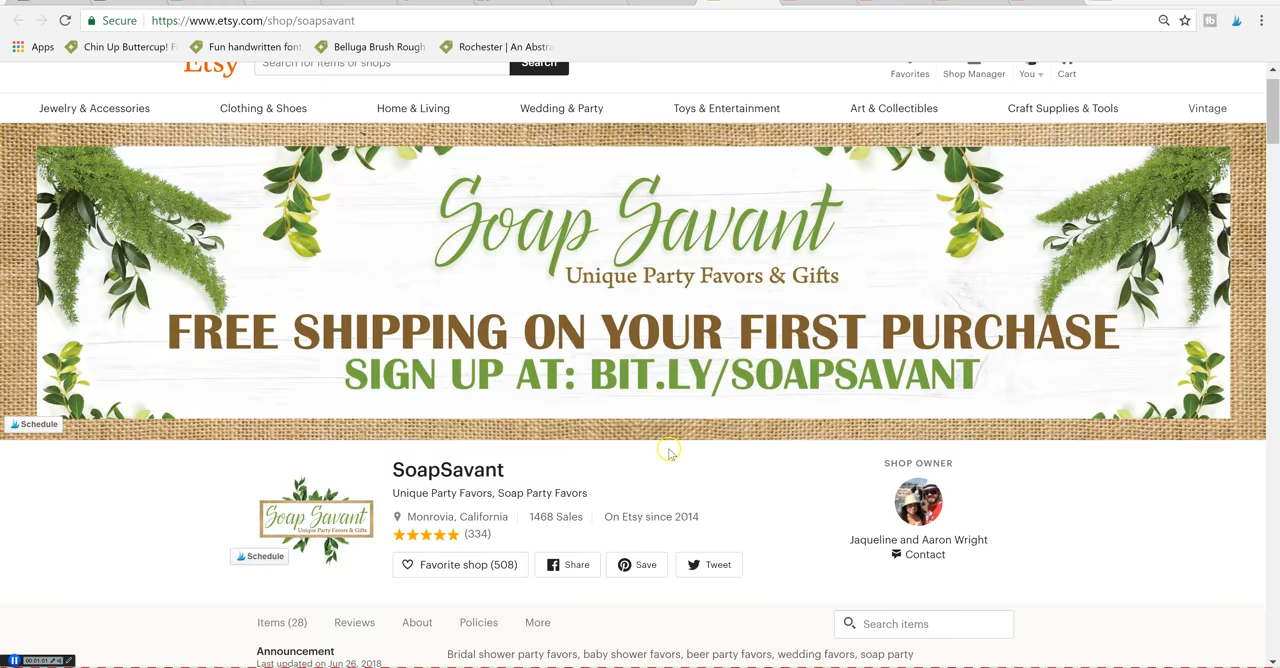 Secure https://www.etsy.com/shop/soapsavant
Apps Chin Up Buttercup! F Fun handwritten font Belluga Brush Rough Rochester | An Abstra
Etsy Search for items or shops Search Favorites Shop Manager You Cart
Jewelry & Accessories Clothing & Shoes Home & Living Wedding & Party Toys & Entertainment Art & Collectibles Craft Supplies & Tools Vintage
Soap Savant
Unique Party Favors & Gifts
FREE SHIPPING ON YOUR FIRST PURCHASE
SIGN UP AT: BIT.LY/SOAPSAVANT
Schedule
SoapSavant
Unique Party Favors, Soap Party Favors
Monrovia, California 1468 Sales On Etsy since 2014
(334)
Favorite shop (508) Share Save Tweet
Soap Savant
Unique Party Favors & Gifts
Schedule
SHOP OWNER
Jaqueline and Aaron Wright
Contact
Items (28) Reviews About Policies More Search items
Announcement
Last updated on Jun 26, 2018
Bridal shower party favors, baby shower favors, beer party favors, wedding favors, soap party
00:01:01